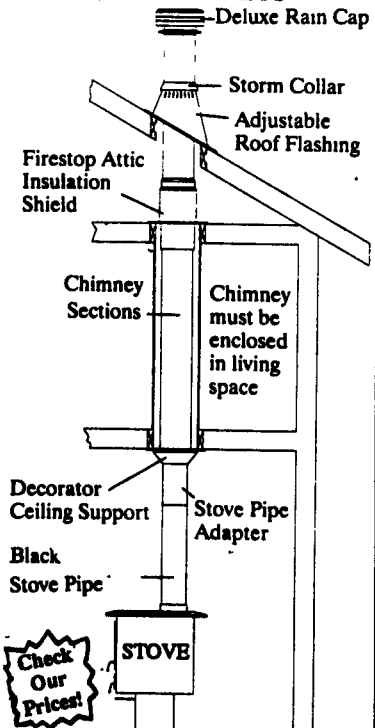 Deluxe Rain Cap
Storm Collar
Adjustable
Roof Flashing
Firestop Attic
Insulation
Shield
Chimney
Sections
Chimney
must be
enclosed
in living
space
Decorator
Ceiling Support
Stove Pipe
Adapter
Black
Stove Pipe
STOVE
Check
Our
Prices!